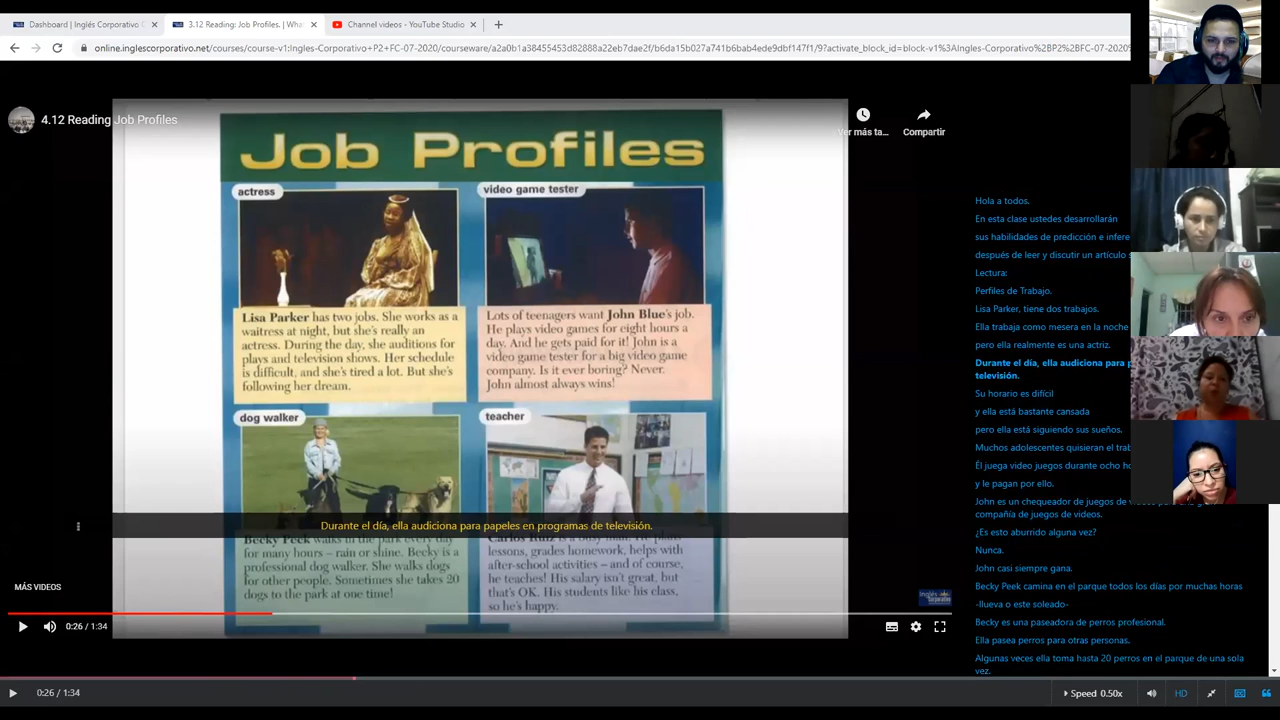 Dashboard | Inglés Corporativo
3.12 Reading: Job Profiles. | Wha
Channel videos - YouTube Studio
online.inglescorporativo.net/courses/course-v1:Ingles-Corporativo+P2+FC-07-2020/courseware/
4.12 Reading Job Profiles
Ver más ta...
Compartir
Job Profiles
actress
Lisa Parker has two jobs. She works as a
waitress at night, but she's really an
actress. During the day, she auditions for
plays and television shows. Her schedule
is difficult, and she's tired a lot. But she's
following her dream.
video game tester
Lots of teenagers want John Blue's job.
He plays video games for eight hours a
day. And he gets paid for it! John is a
video game tester for a big video game
company. Is it ever boring? Never.
John almost always wins!
dog walker
Becky Peck walks in the park every day
for many hours – rain or shine. Becky is a
professional dog walker. She walks dogs
for other people. Sometimes she takes 20
dogs to the park at one time!
teacher
Carlos Ruiz is a busy man. He plans
lessons, grades homework, helps with
after-school activities – and of course,
he teaches! His salary isn't great, but
that's OK. His students like his class,
so he's happy.
Durante el día, ella audiciona para papeles en programas de televisión.
MÁS VIDEOS
Inglés Corporativo
0:26 / 1:34
Hola a todos.
En esta clase ustedes desarrollarán
sus habilidades de predicción e infere
después de leer y discutir un artículo s
Lectura:
Perfiles de Trabajo.
Lisa Parker, tiene dos trabajos.
Ella trabaja como mesera en la noche
pero ella realmente es una actriz.
Durante el día, ella audiciona para p
televisión.
Su horario es difícil
y ella está bastante cansada
pero ella está siguiendo sus sueños.
Muchos adolescentes quisieran el trab
Él juega video juegos durante ocho ho
y le pagan por ello.
John es un chequeador de juegos de
compañía de juegos de videos.
¿Es esto aburrido alguna vez?
Nunca.
John casi siempre gana.
Becky Peek camina en el parque todos los días por muchas horas
-llueva o este soleado-
Becky es una paseadora de perros profesional.
Ella pasea perros para otras personas.
Algunas veces ella toma hasta 20 perros en el parque de una sola
vez.
0:26 / 1:34
Speed 0.50x
HD